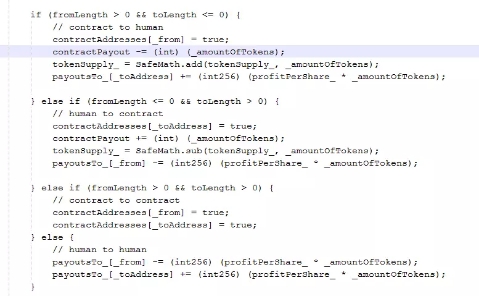 if (fromLength > 0 && toLength <= 0) {
// contract to human
contractAddresses[_from] = true;
contractPayout -= (int) (_amountOfTokens);
tokenSupply_ = SafeMath.add(tokenSupply_, _amountOfTokens);
payoutsTo_[_toAddress] += (int256) (profitPerShare_ * _amountOfTokens);
} else if (fromLength <= 0 && toLength > 0) {
// human to contract
contractAddresses[_toAddress] = true;
contractPayout += (int) (_amountOfTokens);
tokenSupply_ = SafeMath.sub(tokenSupply_, _amountOfTokens);
payoutsTo_[_from] -= (int256) (profitPerShare_ * _amountOfTokens);
} else if (fromLength > 0 && toLength > 0) {
// contract to contract
contractAddresses[_from] = true;
contractAddresses[_toAddress] = true;
} else {
// human to human
payoutsTo_[_from] -= (int256) (profitPerShare_ * _amountOfTokens);
payoutsTo_[_toAddress] += (int256) (profitPerShare_ * _amountOfTokens);
}